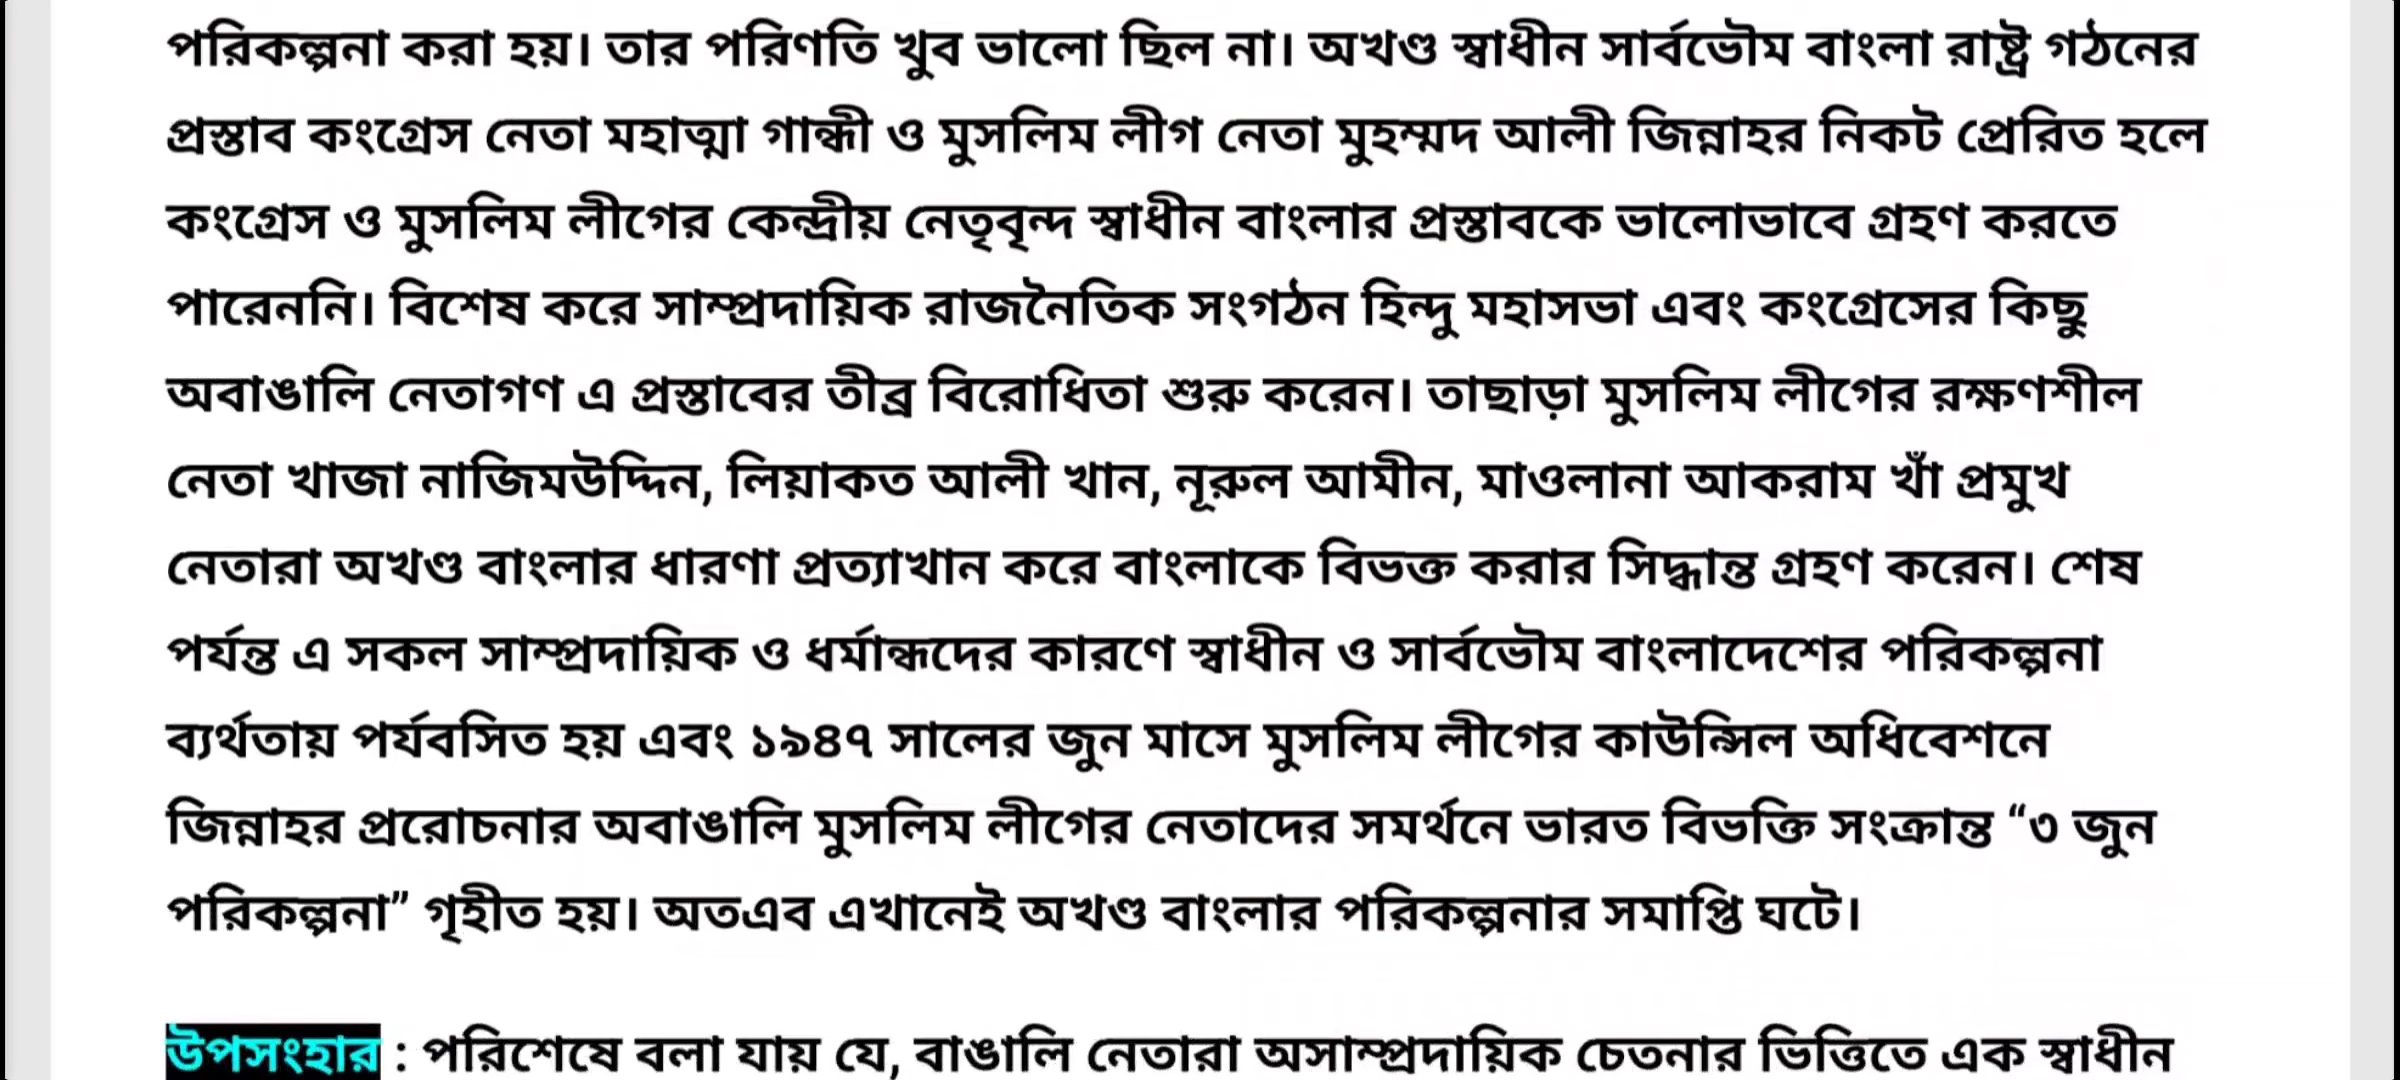 পরিকল্পনা করা হয়। তার পরিণতি খুব ভালো ছিল না। অখণ্ড স্বাধীন সার্বভৌম বাংলা রাষ্ট্র গঠনের
প্রস্তাব কংগ্রেস নেতা মহাত্মা গান্ধী ও মুসলিম লীগ নেতা মুহম্মদ আলী জিন্নাহর নিকট প্রেরিত হলে
কংগ্রেস ও মুসলিম লীগের কেন্দ্রীয় নেতৃবৃন্দ স্বাধীন বাংলার প্রস্তাবকে ভালোভাবে গ্রহণ করতে
পারেননি। বিশেষ করে সাম্প্রদায়িক রাজনৈতিক সংগঠন হিন্দু মহাসভা এবং কংগ্রেসের কিছু
অবাঙালি নেতাগণ এ প্রস্তাবের তীব্র বিরোধিতা শুরু করেন। তাছাড়া মুসলিম লীগের রক্ষণশীল
নেতা খাজা নাজিমউদ্দিন, লিয়াকত আলী খান, নূরুল আমীন, মাওলানা আকরাম খাঁ প্রমুখ
নেতারা অখণ্ড বাংলার ধারণা প্রত্যাখান করে বাংলাকে বিভক্ত করার সিদ্ধান্ত গ্রহণ করেন। শেষ
পর্যন্ত এ সকল সাম্প্রদায়িক ও ধর্মান্ধদের কারণে স্বাধীন ও সার্বভৌম বাংলাদেশের পরিকল্পনা
ব্যর্থতায় পর্যবসিত হয় এবং ১৯৪৭ সালের জুন মাসে মুসলিম লীগের কাউন্সিল অধিবেশনে
জিন্নাহর প্ররোচনার অবাঙালি মুসলিম লীগের নেতাদের সমর্থনে ভারত বিভক্তি সংক্রান্ত “৩ জুন
পরিকল্পনা” গৃহীত হয়। অতএব এখানেই অখণ্ড বাংলার পরিকল্পনার সমাপ্তি ঘটে।
উপসংহার : পরিশেষে বলা যায় যে, বাঙালি নেতারা অসাম্প্রদায়িক চেতনার ভিত্তিতে এক স্বাধীন